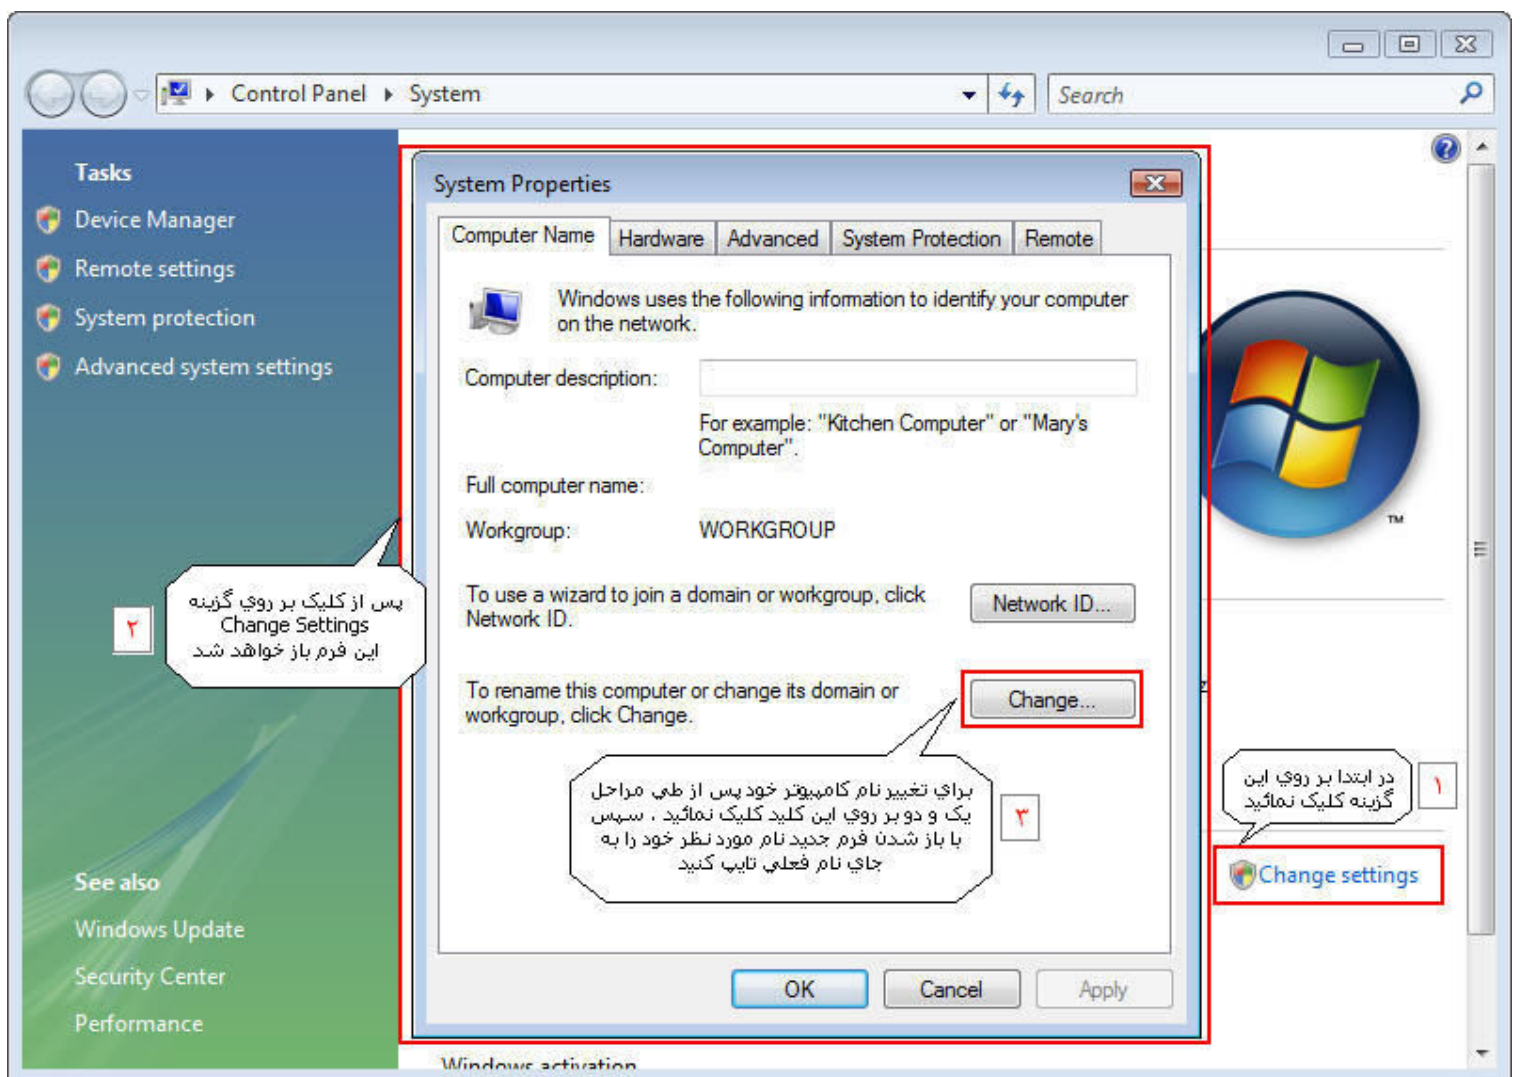 Control Panel
System
Search
Tasks
Device Manager
Remote settings
System protection
Advanced system settings
System Properties
Computer Name
Hardware
Advanced
System Protection
Remote
Windows uses the following information to identify your computer
on the network.
Computer description:
For example: "Kitchen Computer" or "Mary's
Computer".
Full computer name:
Workgroup:
WORKGROUP
TM
To use a wizard to join a domain or workgroup, click
Network ID.
Network ID...
۲
پس از کلیک بر روي گزینه
Change Settings
این فرم باز خواهد شد
To rename this computer or change its domain or
workgroup, click Change.
Change...
براي تغییر نام کامپیوتر خود پس از طي مراحل
یک و دو بر روي این کلید کلیک نمائید ، سپس
با باز شدن فرم جدید نام مورد نظر خود را به
جاي نام فعلي تایپ کنید
۳
در ابتدا بر روي این
گزینه کلیک نمائید
۱
Change settings
See also
Windows Update
Security Center
Performance
OK
Cancel
Apply
Windows activation